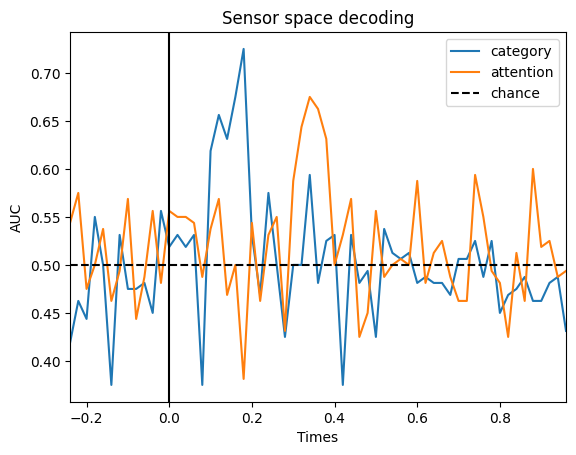 Sensor space decoding
category
attention
chance
AUC
0.70
0.65
0.60
0.55
0.50
0.45
0.40
−0.2 0.0 0.2 0.4 0.6 0.8
Times